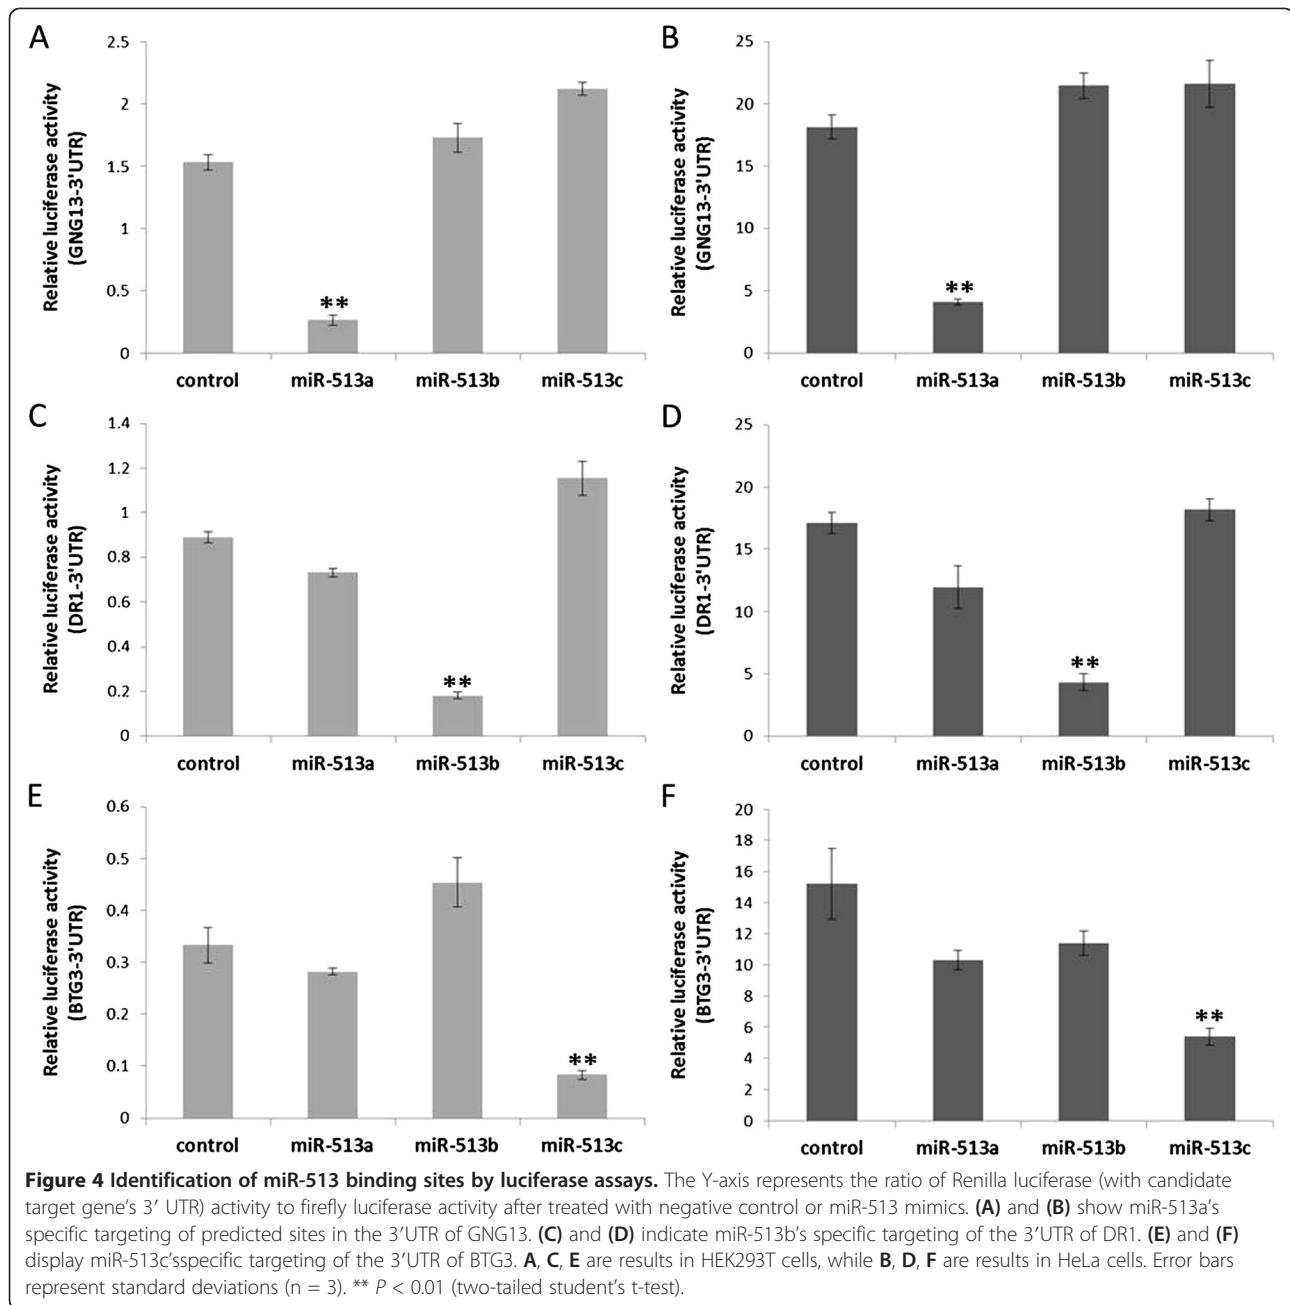 A
Relative luciferase activity
(GNG13-3'UTR)
2.5
2
1.5
1
0.5
0
**
control miR-513a miR-513b miR-513c
B
Relative luciferase activity
(GNG13-3'UTR)
25
20
15
10
5
0
**
control miR-513a miR-513b miR-513c
C
Relative luciferase activity
(DR1-3'UTR)
1.4
1.2
1
0.8
0.6
0.4
0.2
0
**
control miR-513a miR-513b miR-513c
D
Relative luciferase activity
(DR1-3'UTR)
25
20
15
10
5
0
**
control miR-513a miR-513b miR-513c
E
Relative luciferase activity
(BTG3-3'UTR)
0.6
0.5
0.4
0.3
0.2
0.1
0
**
control miR-513a miR-513b miR-513c
F
Relative luciferase activity
(BTG3-3'UTR)
20
18
16
14
12
10
8
6
4
2
0
**
control miR-513a miR-513b miR-513c
Figure 4 Identification of miR-513 binding sites by luciferase assays. The Y-axis represents the ratio of Renilla luciferase (with candidate
target gene's 3′ UTR) activity to firefly luciferase activity after treated with negative control or miR-513 mimics. (A) and (B) show miR-513a's
specific targeting of predicted sites in the 3′UTR of GNG13. (C) and (D) indicate miR-513b's specific targeting of the 3′UTR of DR1. (E) and (F)
display miR-513c'sspecific targeting of the 3′UTR of BTG3. A, C, E are results in HEK293T cells, while B, D, F are results in HeLa cells. Error bars
represent standard deviations (n = 3). ** P < 0.01 (two-tailed student's t-test).